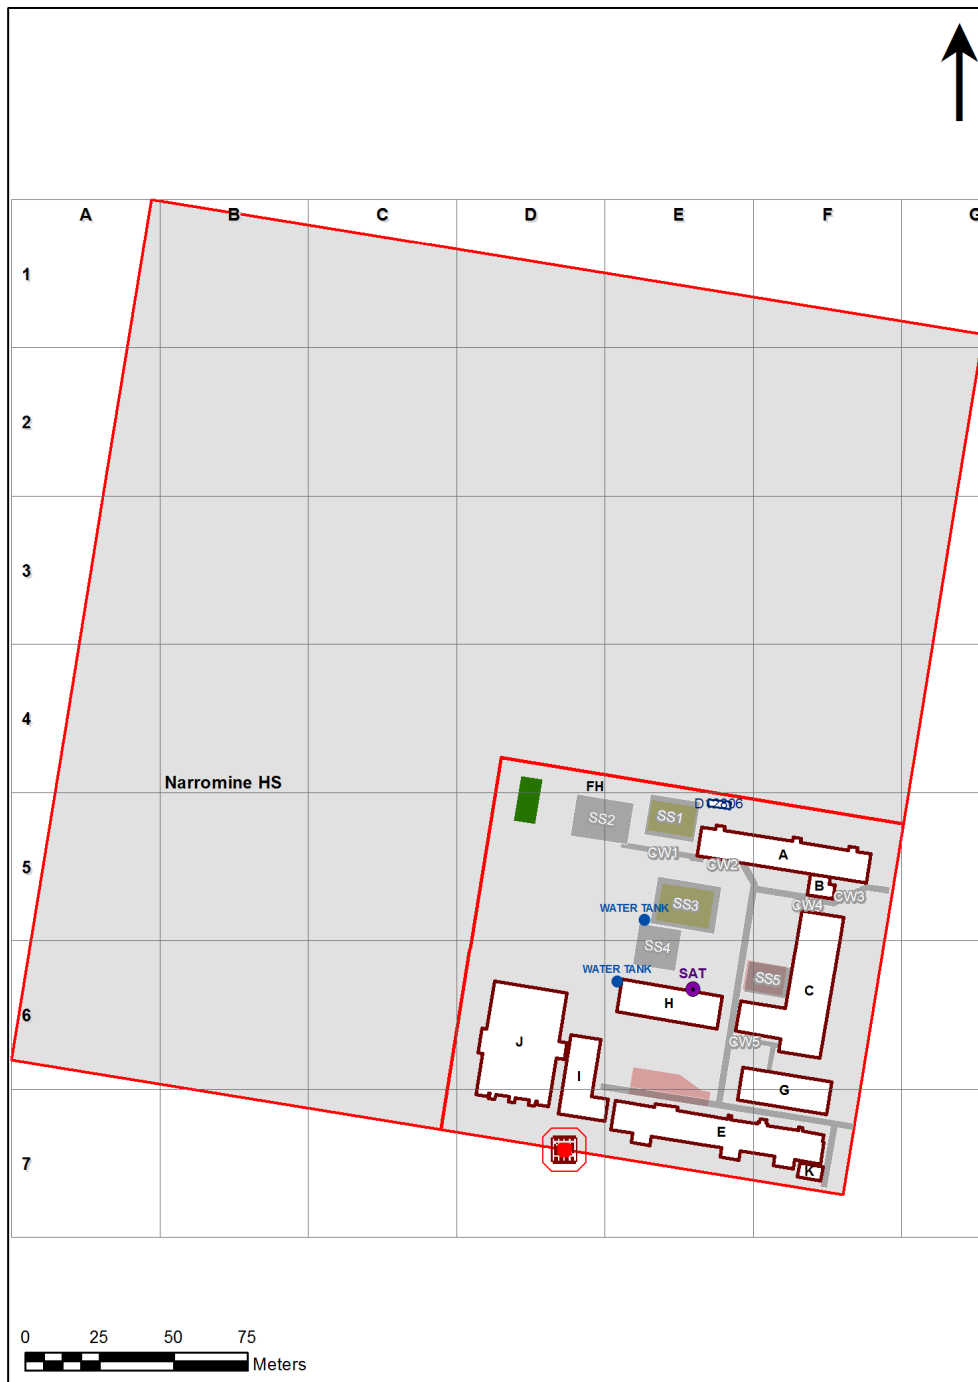 A B C D E F G
1
2
3
4
Narromine HS
FH
D12806
SS2
SS1
5
A
CW1
CW2
B
CW3
CW4
SS3
WATER TANK
SS4
WATER TANK
SAT
SS5
H
C
6
J
CW5
I
G
E
7
K
0 25 50 75
Meters